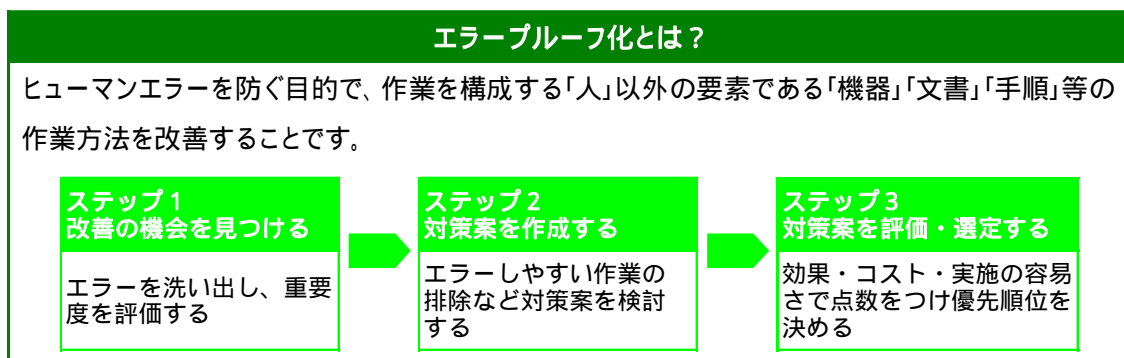 エラープルーフ化とは？
ヒューマンエラーを防ぐ目的で、作業を構成する「人」以外の要素である「機器」「文書」「手順」等の
作業方法を改善することです。
ステップ１
改善の機会を見つける
エラーを洗い出し、重要
度を評価する
ステップ２
対策案を作成する
エラーしやすい作業の
排除など対策案を検討
する
ステップ３
対策案を評価・選定する
効果・コスト・実施の容易
さで点数をつけ優先順位を
決める